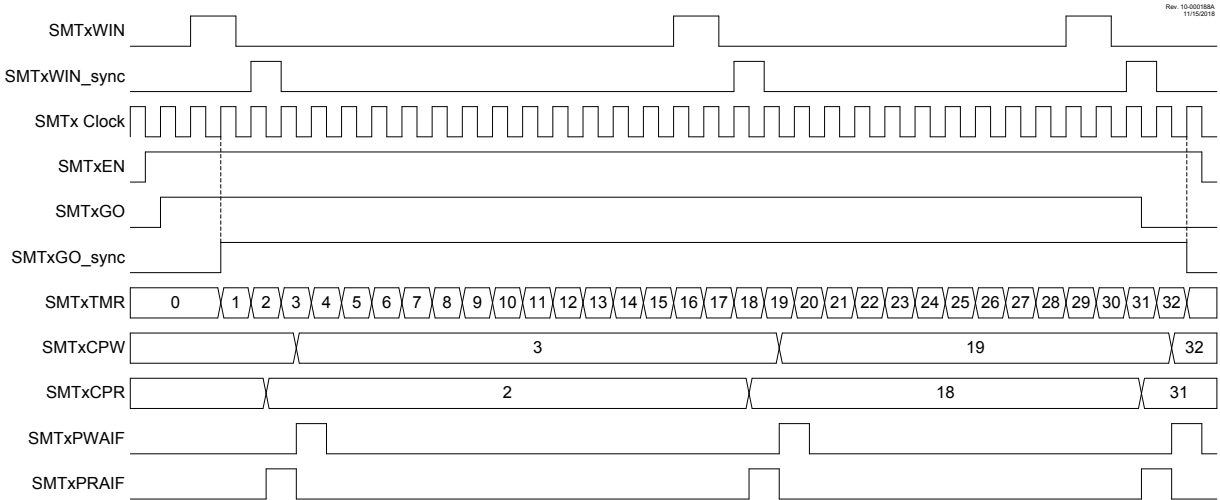 Rev. 10-000188A
11/15/2018
SMTxWIN
SMTxWIN_sync
SMTx Clock
SMTxEN
SMTxGO
SMTxGO_sync
SMTxTMR 0 1 2 3 4 5 6 7 8 9 10 11 12 13 14 15 16 17 18 19 20 21 22 23 24 25 26 27 28 29 30 31 32
SMTxCPW 3 19 32
SMTxCPR 2 18 31
SMTxPWAIF
SMTxPRAIF